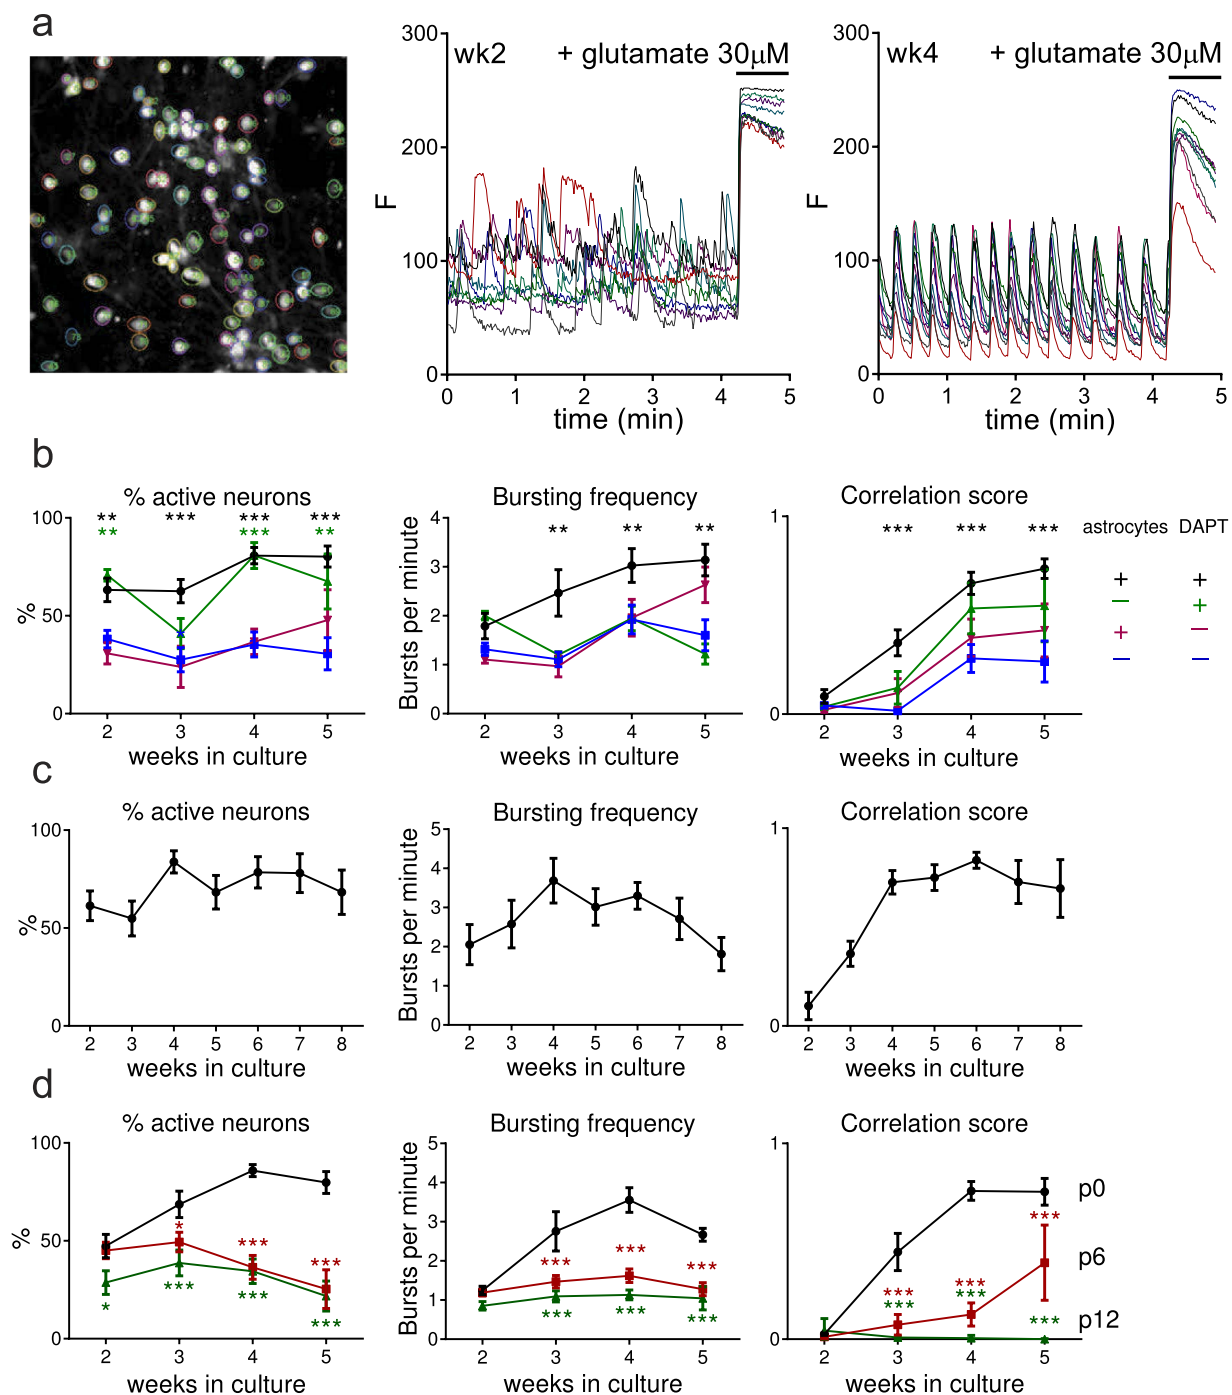 a
300
200
100
0
F
wk2 + glutamate 30μM
0 1 2 3 4 5
time (min)
300
200
100
0
F
wk4 + glutamate 30μM
0 1 2 3 4 5
time (min)
b
% active neurons
** *** *** ***
** *** **
100
50
0
%
2 3 4 5
weeks in culture
Bursting frequency
** ** **
4
3
2
1
0
Bursts per minute
2 3 4 5
weeks in culture
Correlation score
*** *** ***
1
0
2 3 4 5
weeks in culture
astrocytes DAPT
+ +
− +
+ −
− −
c
% active neurons
100
50
0
%
2 3 4 5 6 7 8
weeks in culture
Bursting frequency
5
4
3
2
1
0
Bursts per minute
2 3 4 5 6 7 8
weeks in culture
Correlation score
1
0
2 3 4 5 6 7 8
weeks in culture
d
% active neurons
100
50
0
%
* *** ***
* *** *** ***
2 3 4 5
weeks in culture
Bursting frequency
5
4
3
2
1
0
Bursts per minute
*** *** ***
*** *** ***
2 3 4 5
weeks in culture
Correlation score
1
0
*** *** ***
*** *** ***
p0
p6
p12
2 3 4 5
weeks in culture